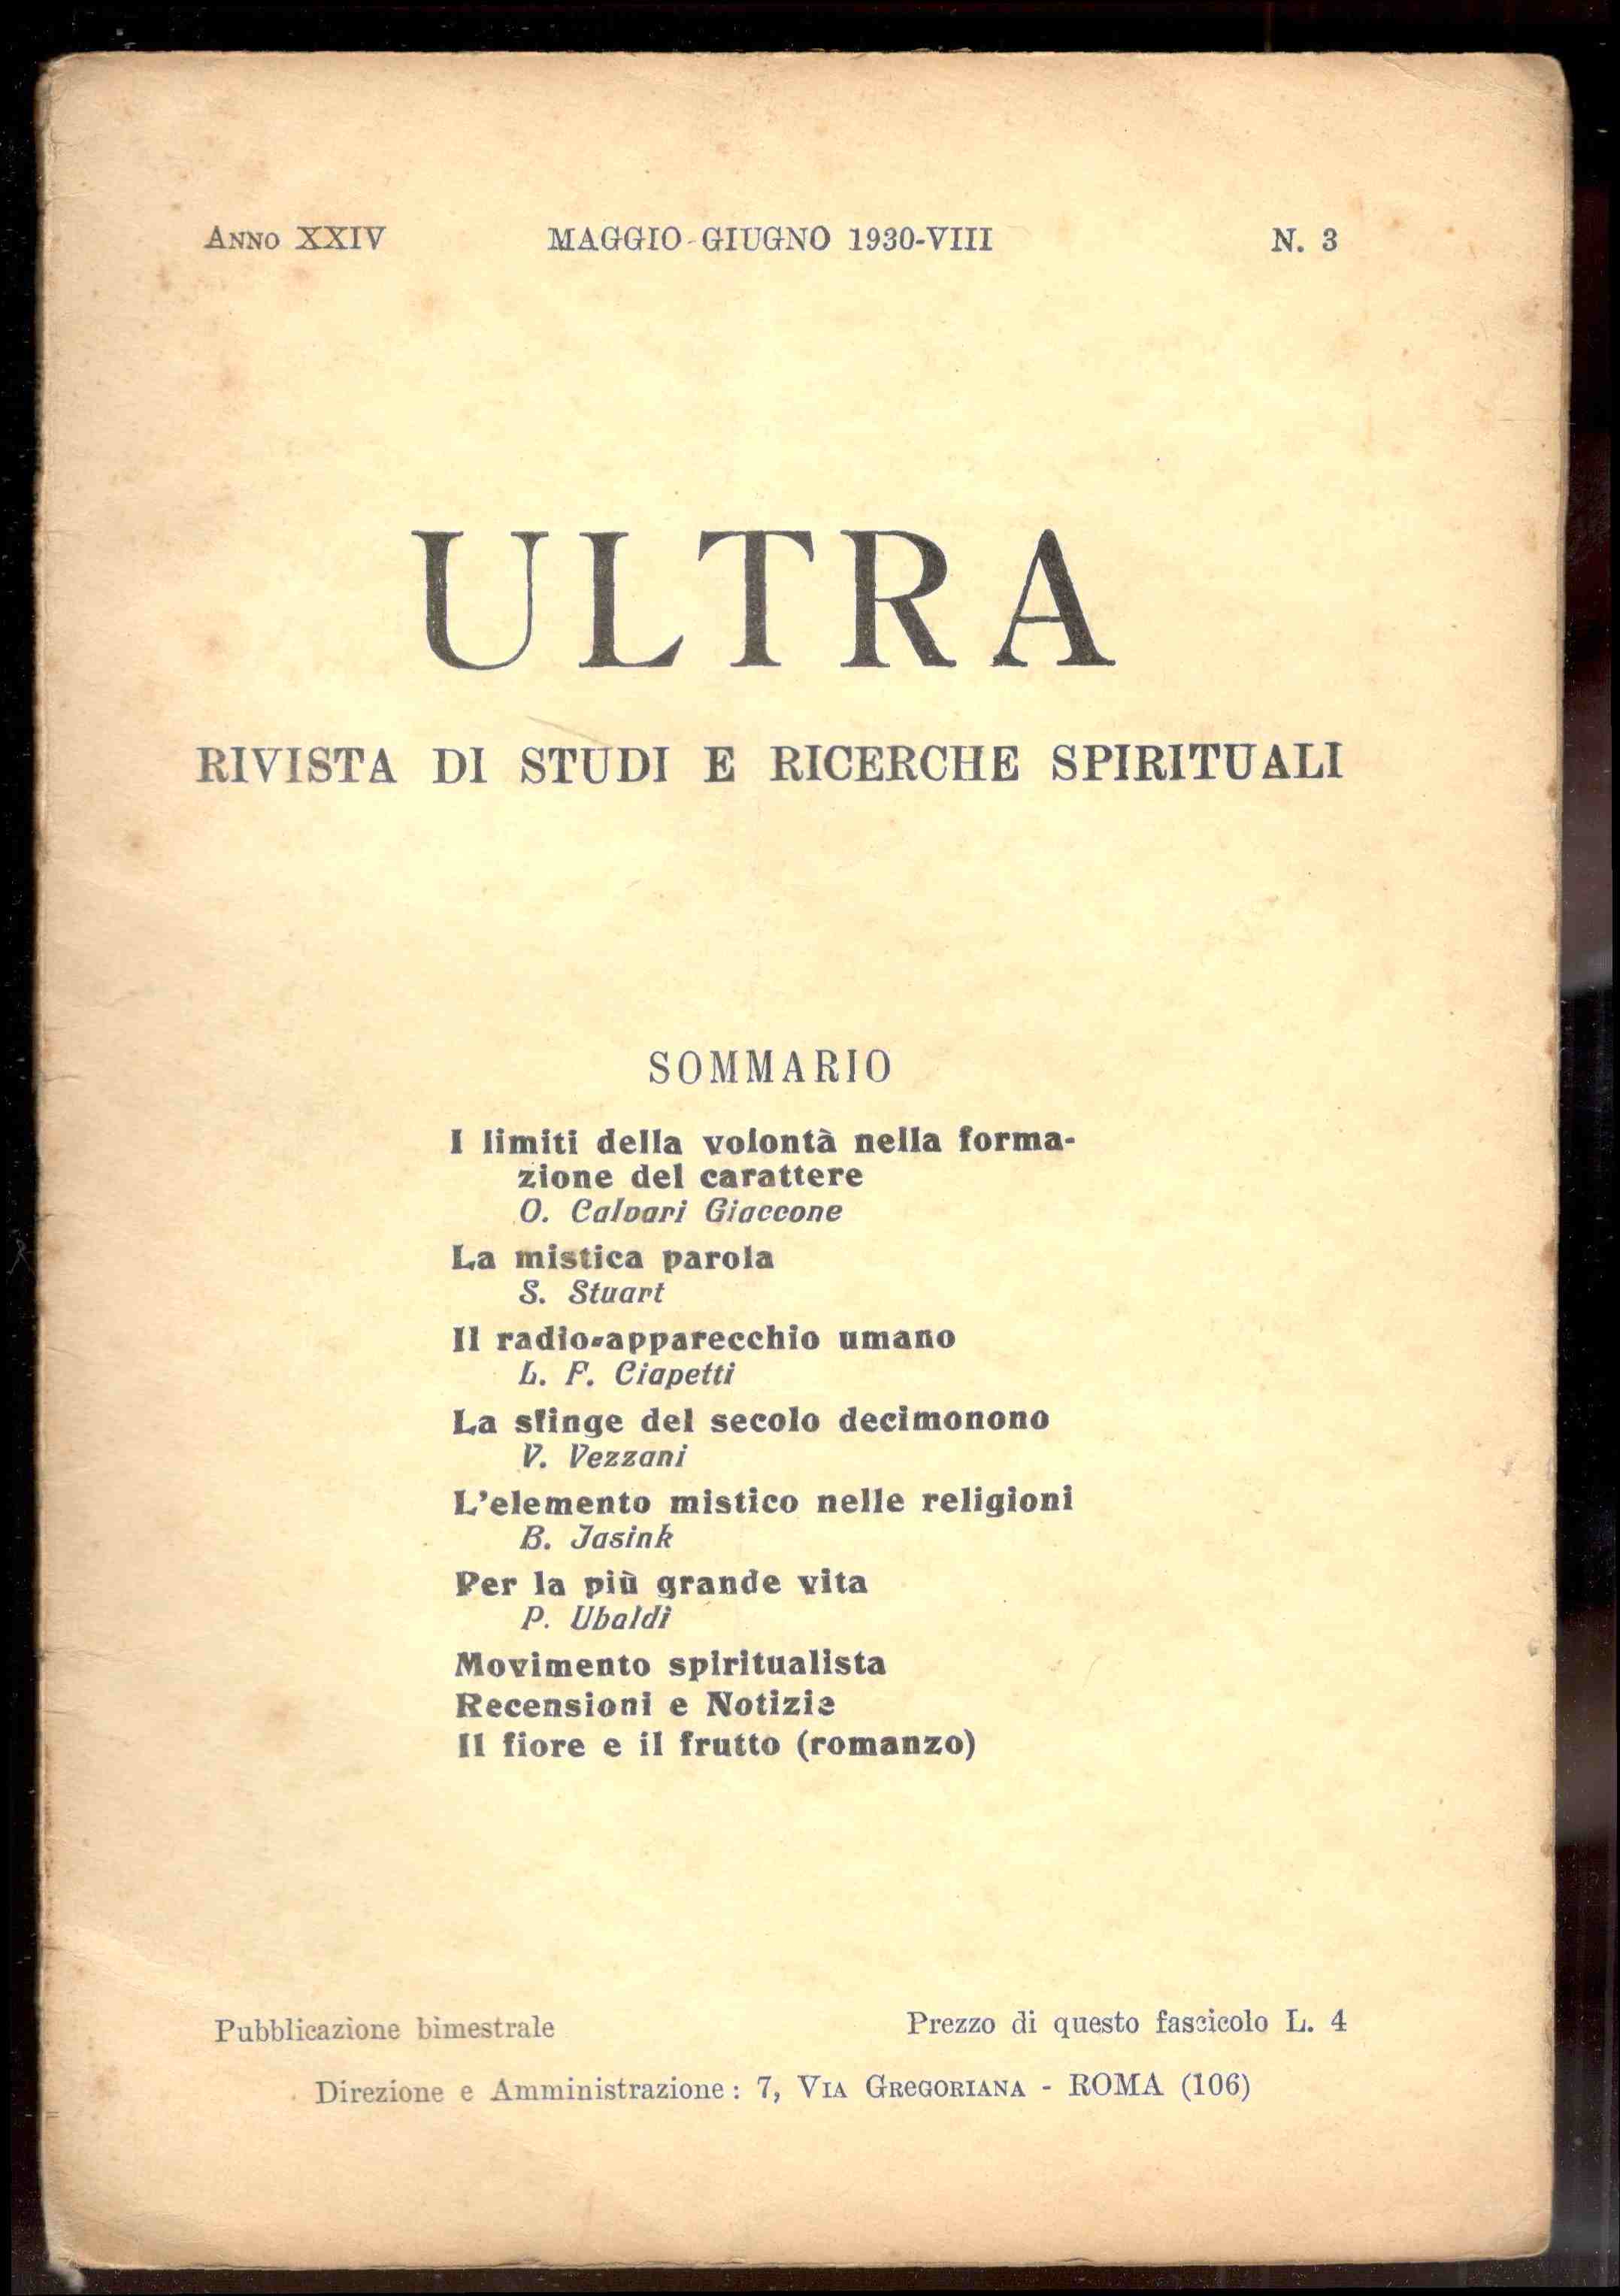 ANNO XXIV MAGGIO-GIUGNO 1930-VIII N. 3
ULTRA
RIVISTA DI STUDI E RICERCHE SPIRITUALI
SOMMARIO
I limiti della volontà nella forma-
zione del carattere
O. Calvari Giaccone
La mistica parola
S. Stuart
Il radio-apparecchio umano
L. F. Ciapetti
La sfinge del secolo decimonono
V. Vezzani
L'elemento mistico nelle religioni
B. Jasink
Per la più grande vita
P. Ubaldi
Movimento spiritualista
Recensioni e Notizie
Il fiore e il frutto (romanzo)
Pubblicazione bimestrale Prezzo di questo fascicolo L. 4
Direzione e Amministrazione: 7, VIA GREGORIANA - ROMA (106)